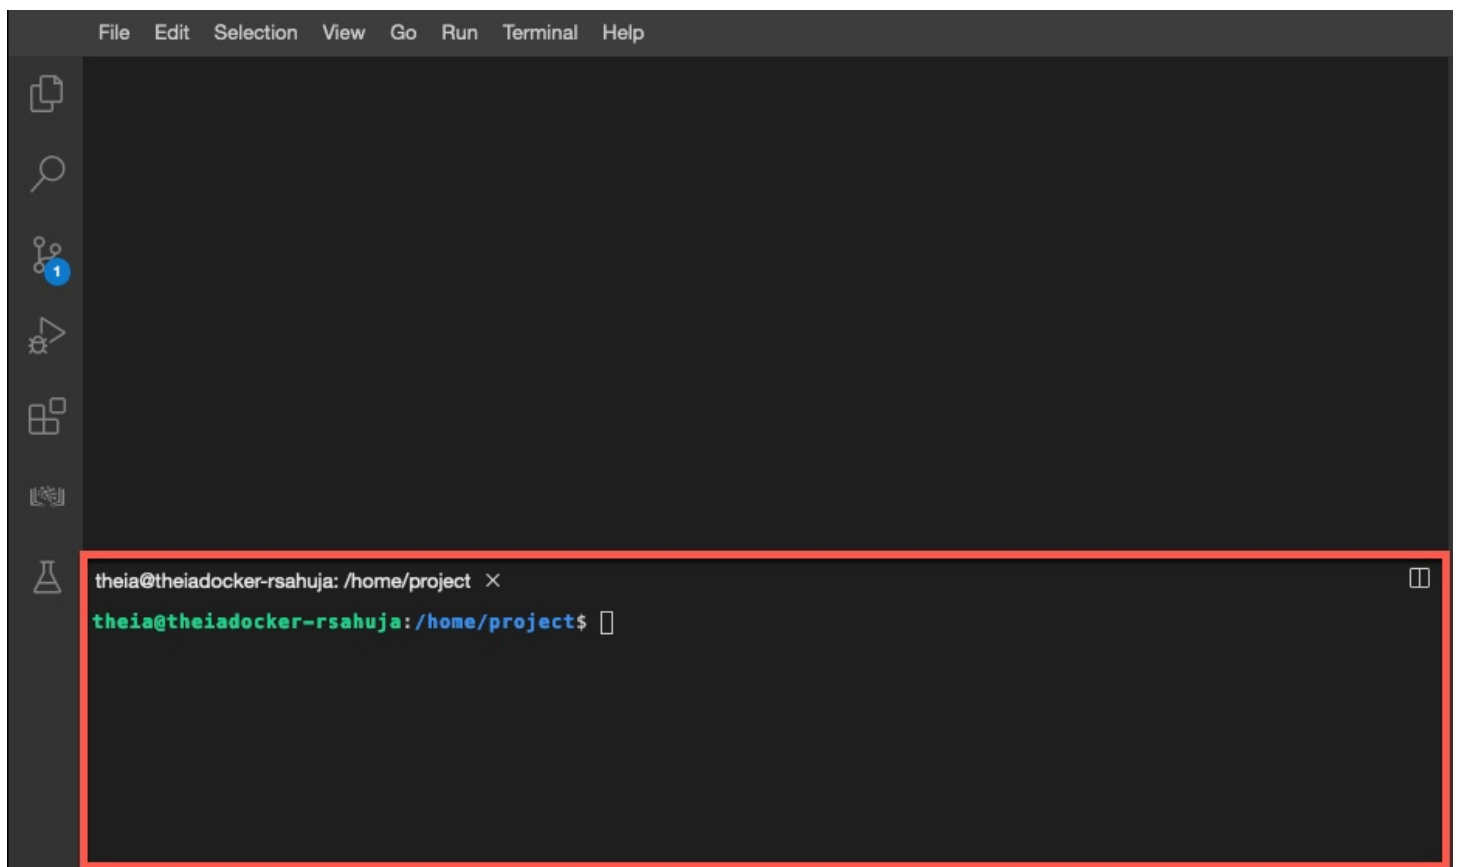 File Edit Selection View Go Run Terminal Help
1
theia@theiadocker-rsahuja: /home/project ×
theia@theiadocker-rsahuja:/home/project$